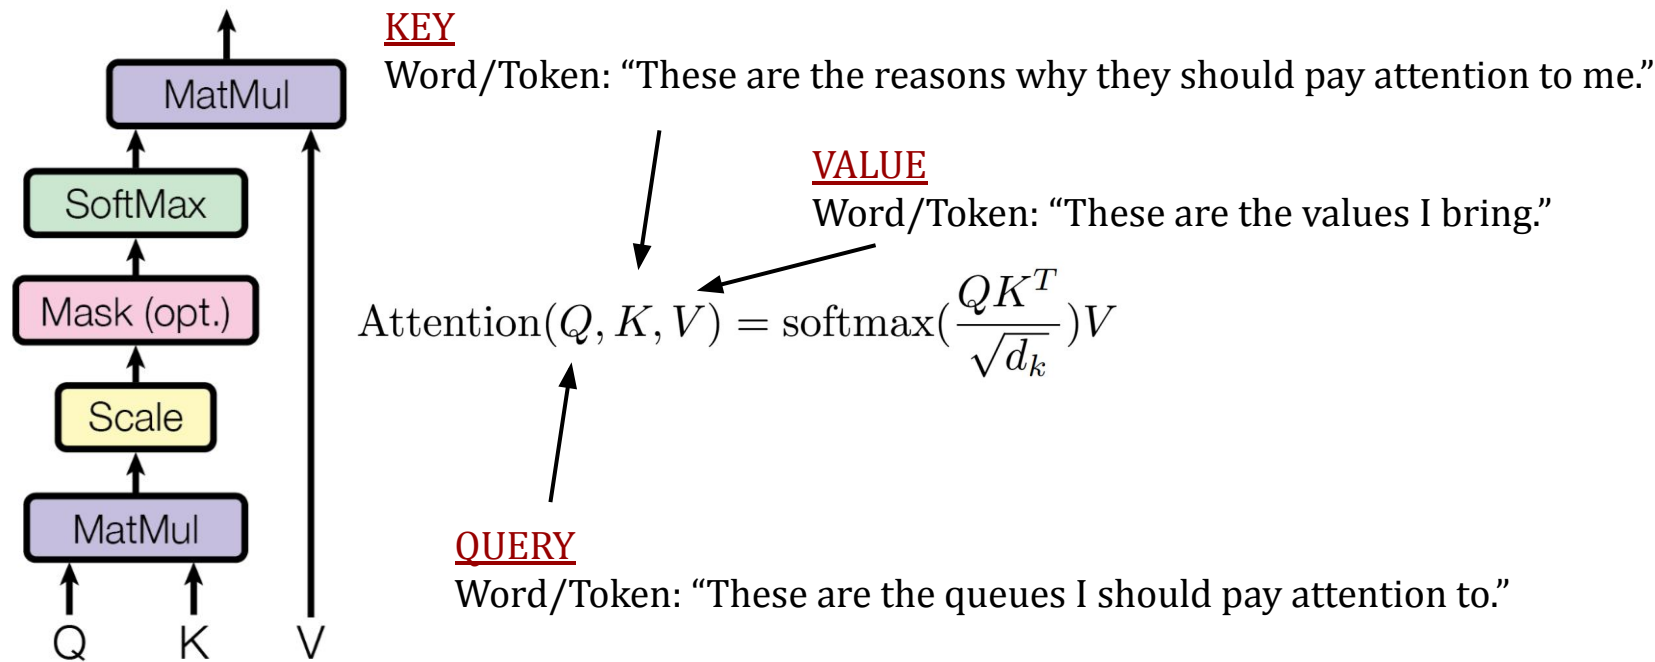 MatMul
SoftMax
Mask (opt.)
Scale
MatMul
Q K V
KEY
Word/Token: “These are the reasons why they should pay attention to me.”
VALUE
Word/Token: “These are the values I bring.”
Attention(Q, K, V) = softmax(\frac{QK^T}{\sqrt{d_k}})V
QUERY
Word/Token: “These are the queues I should pay attention to.”